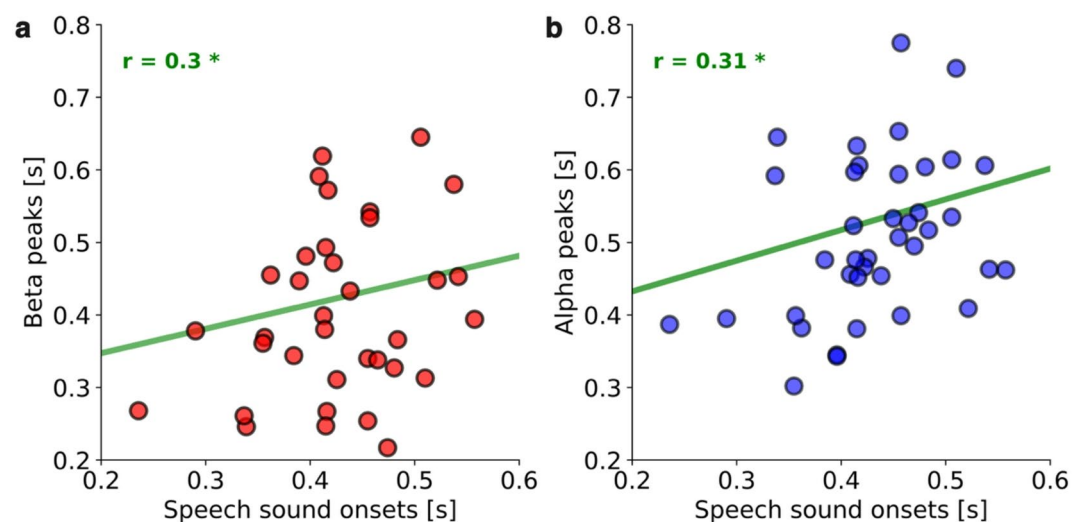 a
r = 0.3 *
Beta peaks [s]
0.8
0.7
0.6
0.5
0.4
0.3
0.2
0.2 0.3 0.4 0.5 0.6
Speech sound onsets [s]
b
r = 0.31 *
Alpha peaks [s]
0.8
0.7
0.6
0.5
0.4
0.3
0.2
0.2 0.3 0.4 0.5 0.6
Speech sound onsets [s]